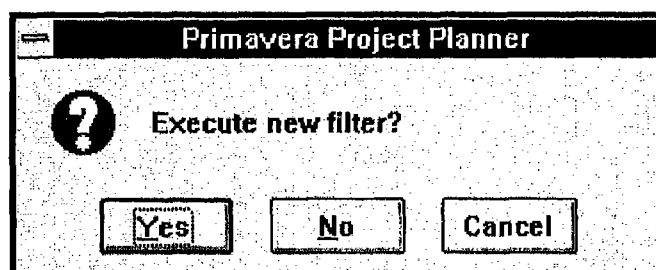 Primavera Project Planner
Execute new filter?
Yes No Cancel